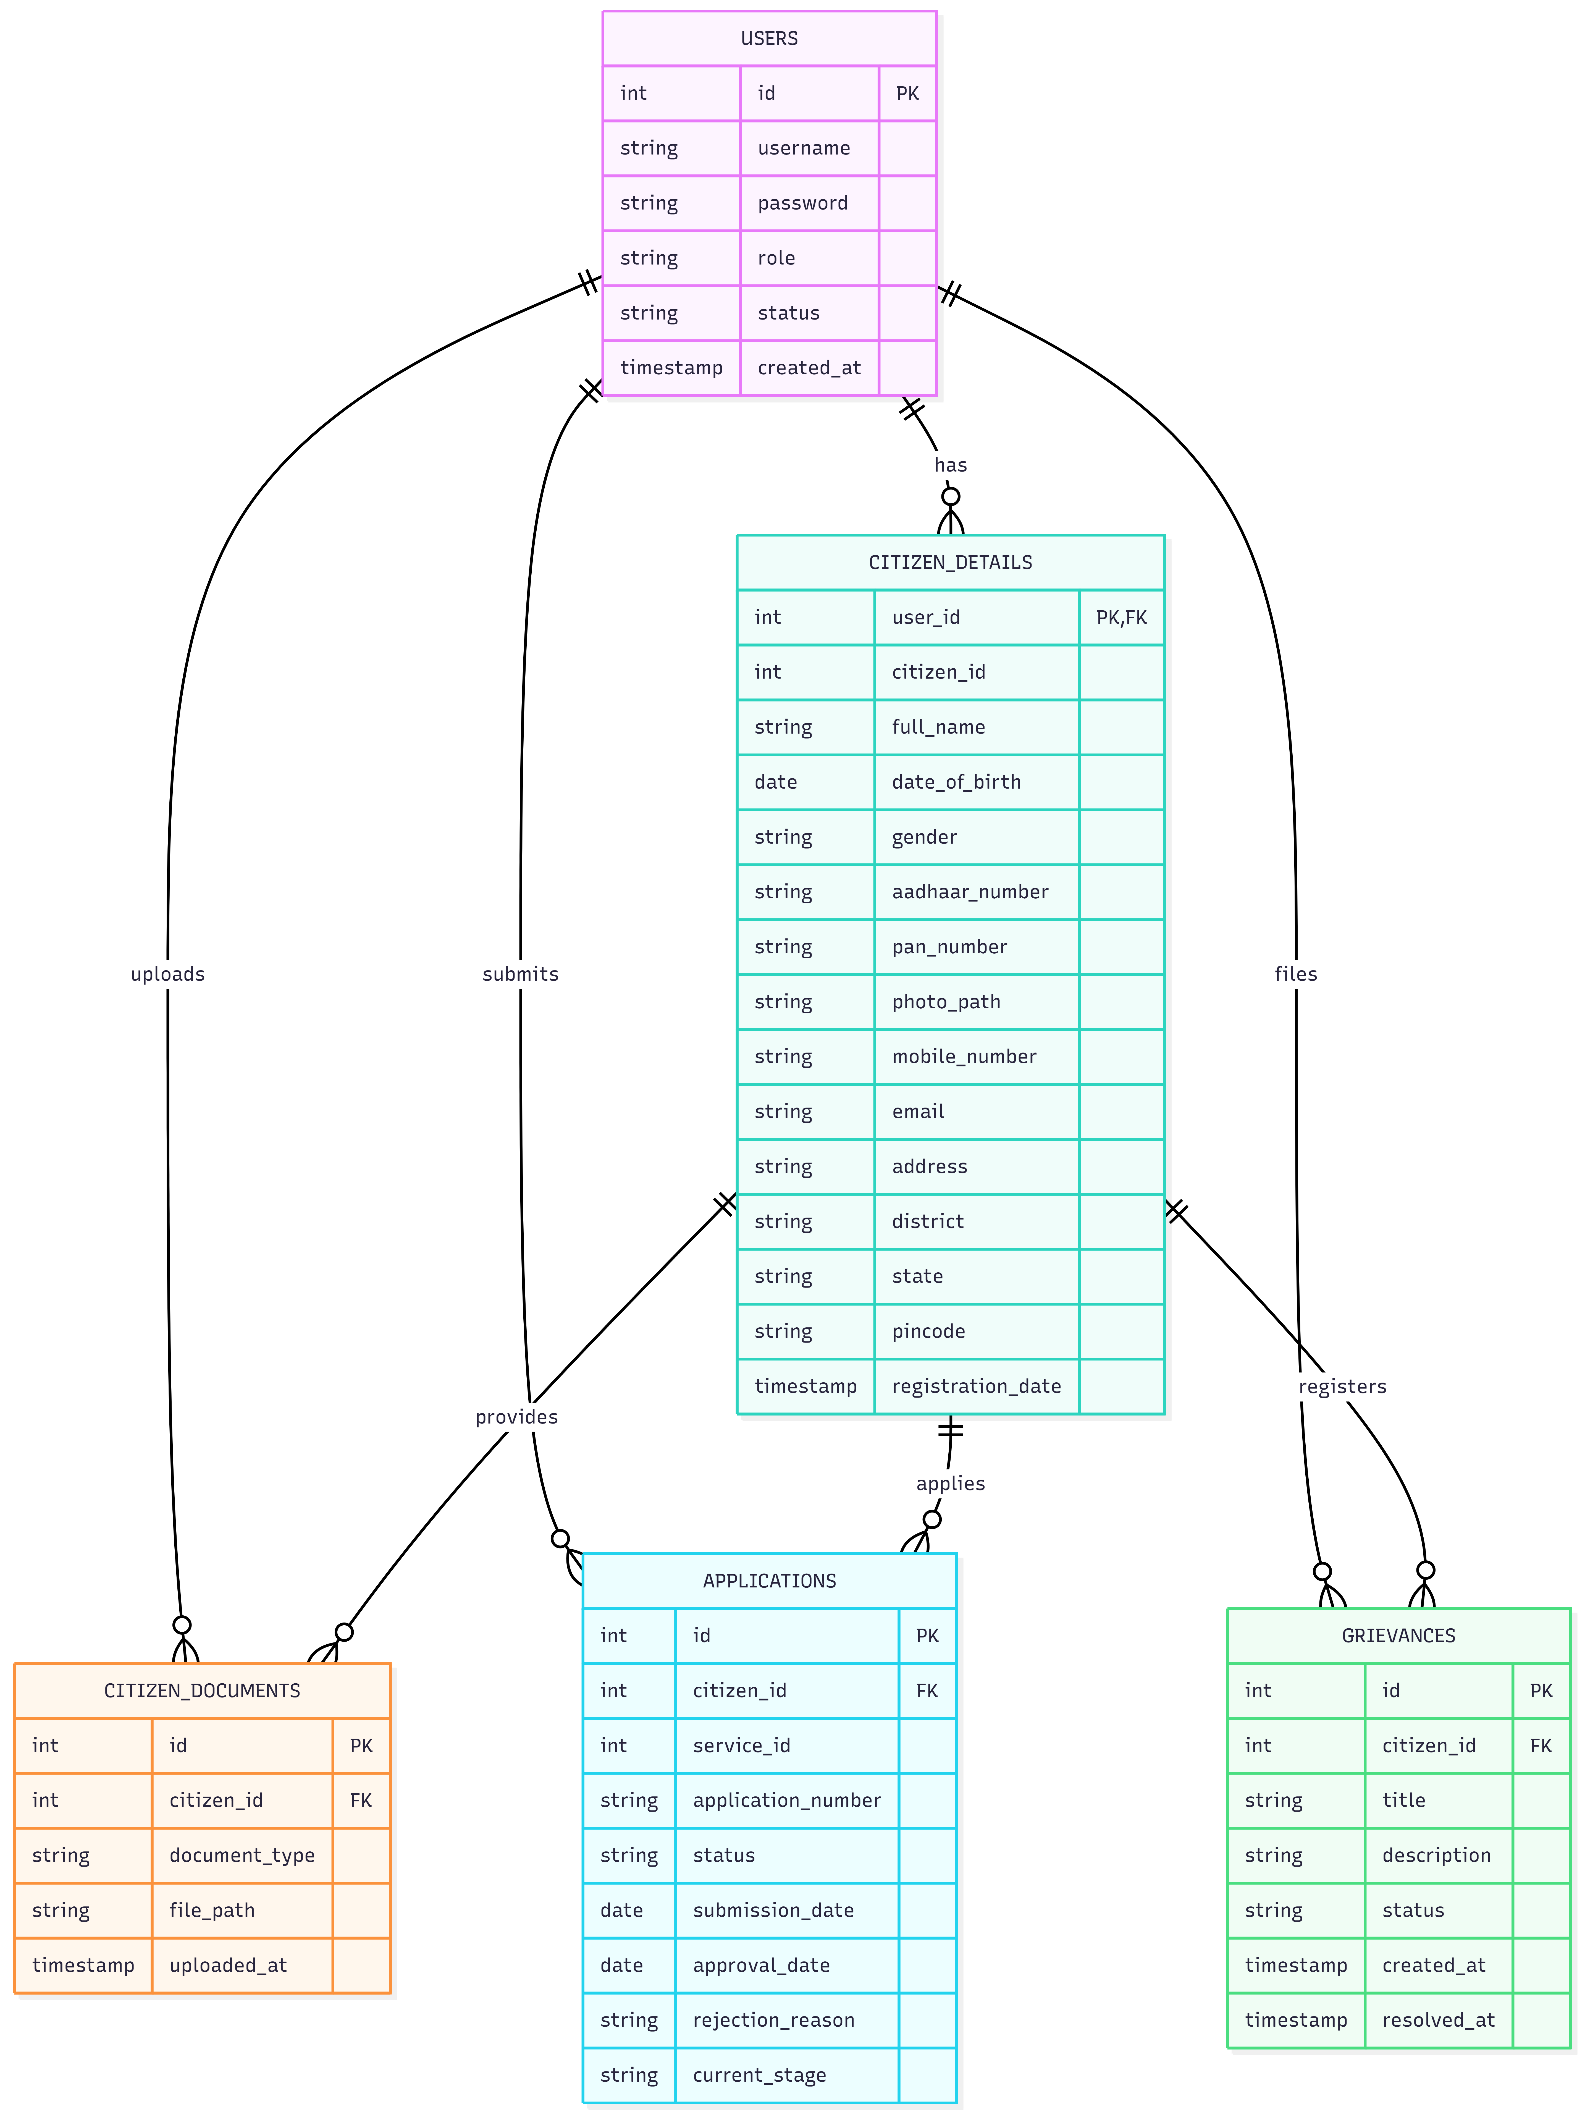 USERS
int id PK
string username
string password
string role
string status
timestamp created_at
has
CITIZEN_DETAILS
int user_id PK,FK
int citizen_id
string full_name
date date_of_birth
string gender
string aadhaar_number
string pan_number
string photo_path
string mobile_number
string email
string address
string district
string state
string pincode
timestamp registration_date
uploads
submits
files
provides
applies
registers
CITIZEN_DOCUMENTS
int id PK
int citizen_id FK
string document_type
string file_path
timestamp uploaded_at
APPLICATIONS
int id PK
int citizen_id FK
int service_id
string application_number
string status
date submission_date
date approval_date
string rejection_reason
string current_stage
GRIEVANCES
int id PK
int citizen_id FK
string title
string description
string status
timestamp created_at
timestamp resolved_at